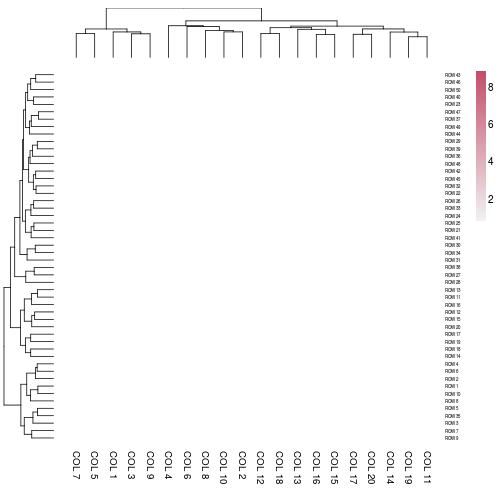 ROW 43
ROW 46
ROW 50
ROW 40
ROW 23
ROW 47
ROW 37
ROW 49
ROW 44
ROW 29
ROW 39
ROW 36
ROW 48
ROW 42
ROW 45
ROW 32
ROW 22
ROW 26
ROW 33
ROW 24
ROW 25
ROW 21
ROW 41
ROW 30
ROW 34
ROW 31
ROW 38
ROW 27
ROW 28
ROW 13
ROW 11
ROW 16
ROW 12
ROW 15
ROW 20
ROW 17
ROW 19
ROW 18
ROW 14
ROW 4
ROW 6
ROW 2
ROW 1
ROW 10
ROW 8
ROW 5
ROW 35
ROW 3
ROW 7
ROW 9
8
6
4
2
COL 7
COL 5
COL 1
COL 3
COL 9
COL 4
COL 6
COL 8
COL 10
COL 2
COL 12
COL 18
COL 13
COL 16
COL 15
COL 17
COL 20
COL 14
COL 19
COL 11